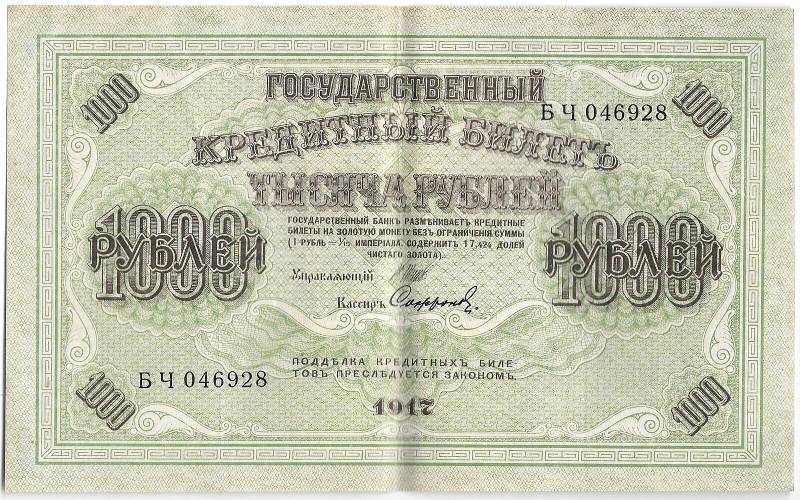 1000
1000
ГОСУДАРСТВЕННЫЙ
БЧ 046928
КРЕДИТНЫЙ БИЛЕТЪ
ТЫСЯЧА РУБЛЕЙ
ГОСУДАРСТВЕННЫЙ БАНКЪ РАЗМѢНИВАЕТЪ КРЕДИТНЫЕ
БИЛЕТЫ НА ЗОЛОТУЮ МОНЕТУ БЕЗЪ ОГРАНИЧЕНІЯ СУММЫ
(1 РУБЛЬ = 1/15 ИМПЕРІАЛА, СОДЕРЖИТЪ 17,424 ДОЛЕЙ
ЧИСТАГО ЗОЛОТА).
1000
РУБЛЕЙ
1000
РУБЛЕЙ
Управляющій
Кассиръ
БЧ 046928
ПОДДѢЛКА КРЕДИТНЫХЪ БИЛЕ
ТОВЪ ПРЕСЛѢДУЕТСЯ ЗАКОНОМЪ.
1917
1000
1000